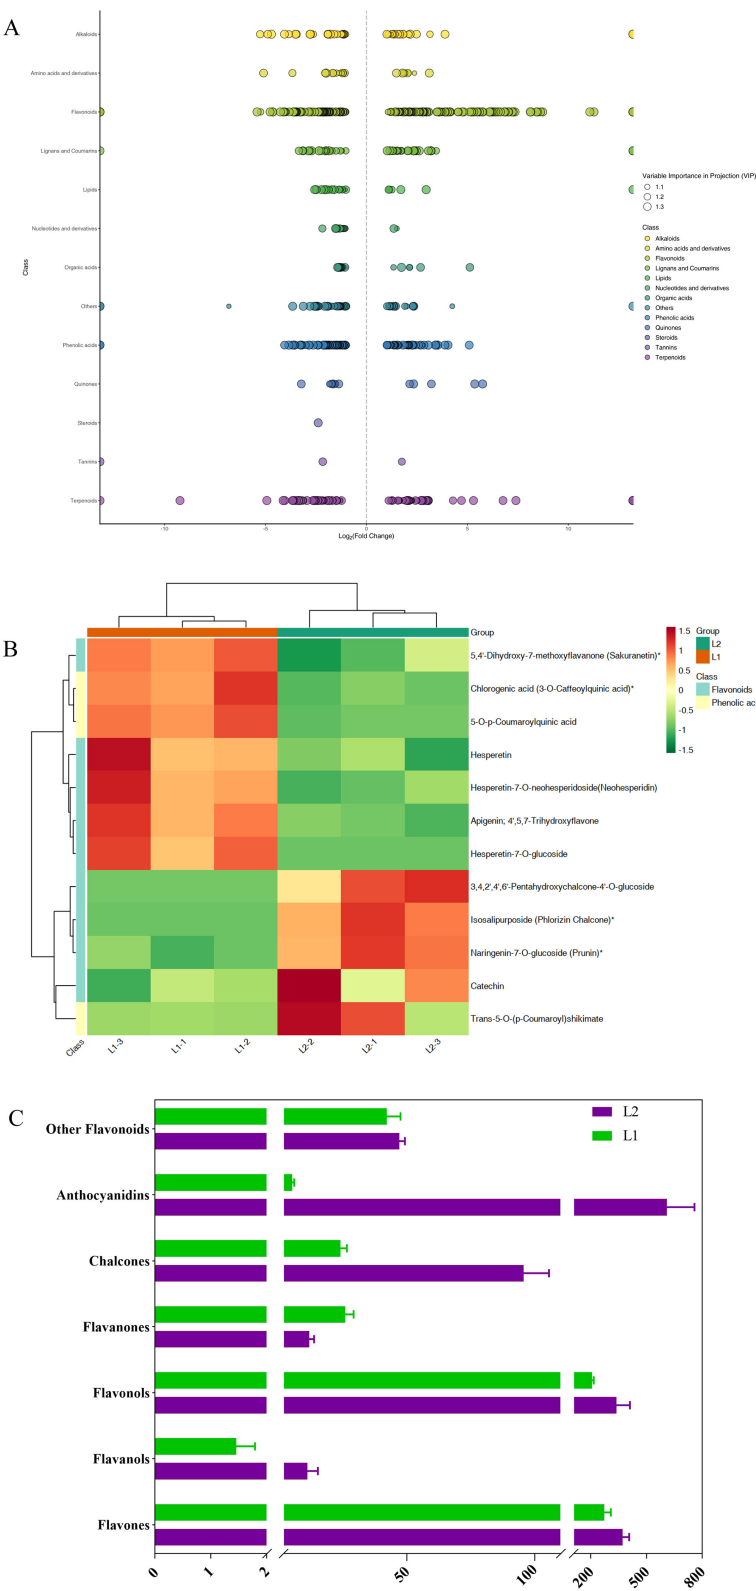 A
Alkaloids
Amino acids and derivatives
Flavonoids
Lignans and Coumarins
Lipids
Nucleotides and derivatives
Organic acids
Others
Phenolic acids
Quinones
Steroids
Tannins
Terpenoids
Class
-10
-5
0
5
10
Log2(Fold Change)
Variable Importance in Projection (VIP)
1.1
1.2
1.3
Class
Alkaloids
Amino acids and derivatives
Flavonoids
Lignans and Coumarins
Lipids
Nucleotides and derivatives
Organic acids
Others
Phenolic acids
Quinones
Steroids
Tannins
Terpenoids
B
Group
5,4'-Dihydroxy-7-methoxyflavanone (Sakuranetin)*
Chlorogenic acid (3-O-Caffeoylquinic acid)*
5-O-p-Coumaroylquinic acid
Hesperetin
Hesperetin-7-O-neohesperidoside(Neohesperidin)
Apigenin; 4',5,7-Trihydroxyflavone
Hesperetin-7-O-glucoside
3,4,2',4',6'-Pentahydroxychalcone-4'-O-glucoside
Isosalipurposide (Phlorizin Chalcone)*
Naringenin-7-O-glucoside (Prunin)*
Catechin
Trans-5-O-(p-Coumaroyl)shikimate
Class
L1-3
L1-1
L1-2
L2-2
L2-1
L2-3
1.5
1
0.5
0
-0.5
-1
-1.5
Group
L2
L1
Class
Flavonoids
Phenolic ac
C
Other Flavonoids
Anthocyanidins
Chalcones
Flavanones
Flavonols
Flavanols
Flavones
L2
L1
0
1
2
50
100
200
500
800